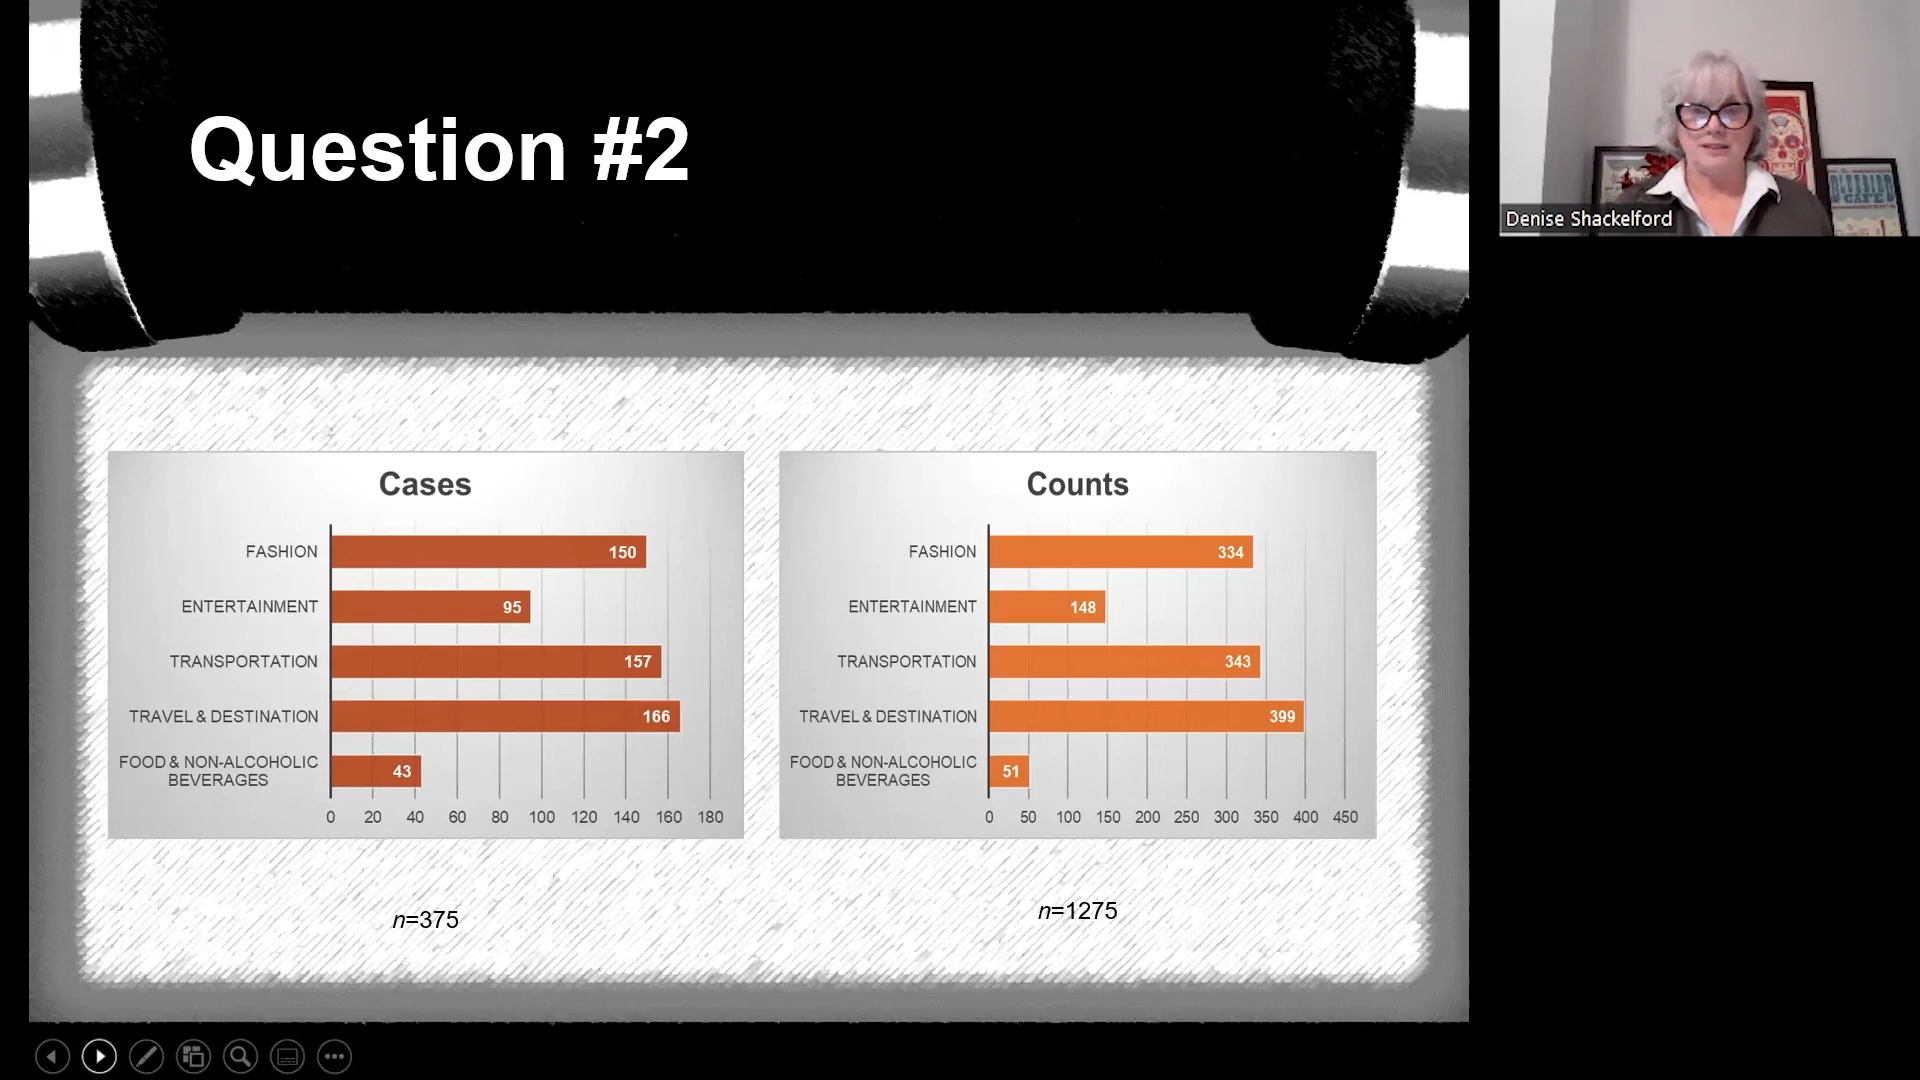 Question #2
Cases
FASHION
150
ENTERTAINMENT
95
TRANSPORTATION
157
TRAVEL & DESTINATION
166
FOOD & NON-ALCOHOLIC
BEVERAGES
43
0 20 40 60 80 100 120 140 160 180
n=375
Counts
FASHION
334
ENTERTAINMENT
148
TRANSPORTATION
343
TRAVEL & DESTINATION
399
FOOD & NON-ALCOHOLIC
BEVERAGES
51
0 50 100 150 200 250 300 350 400 450
n=1275
BLUEBIRD
CAFE
Denise Shackelford